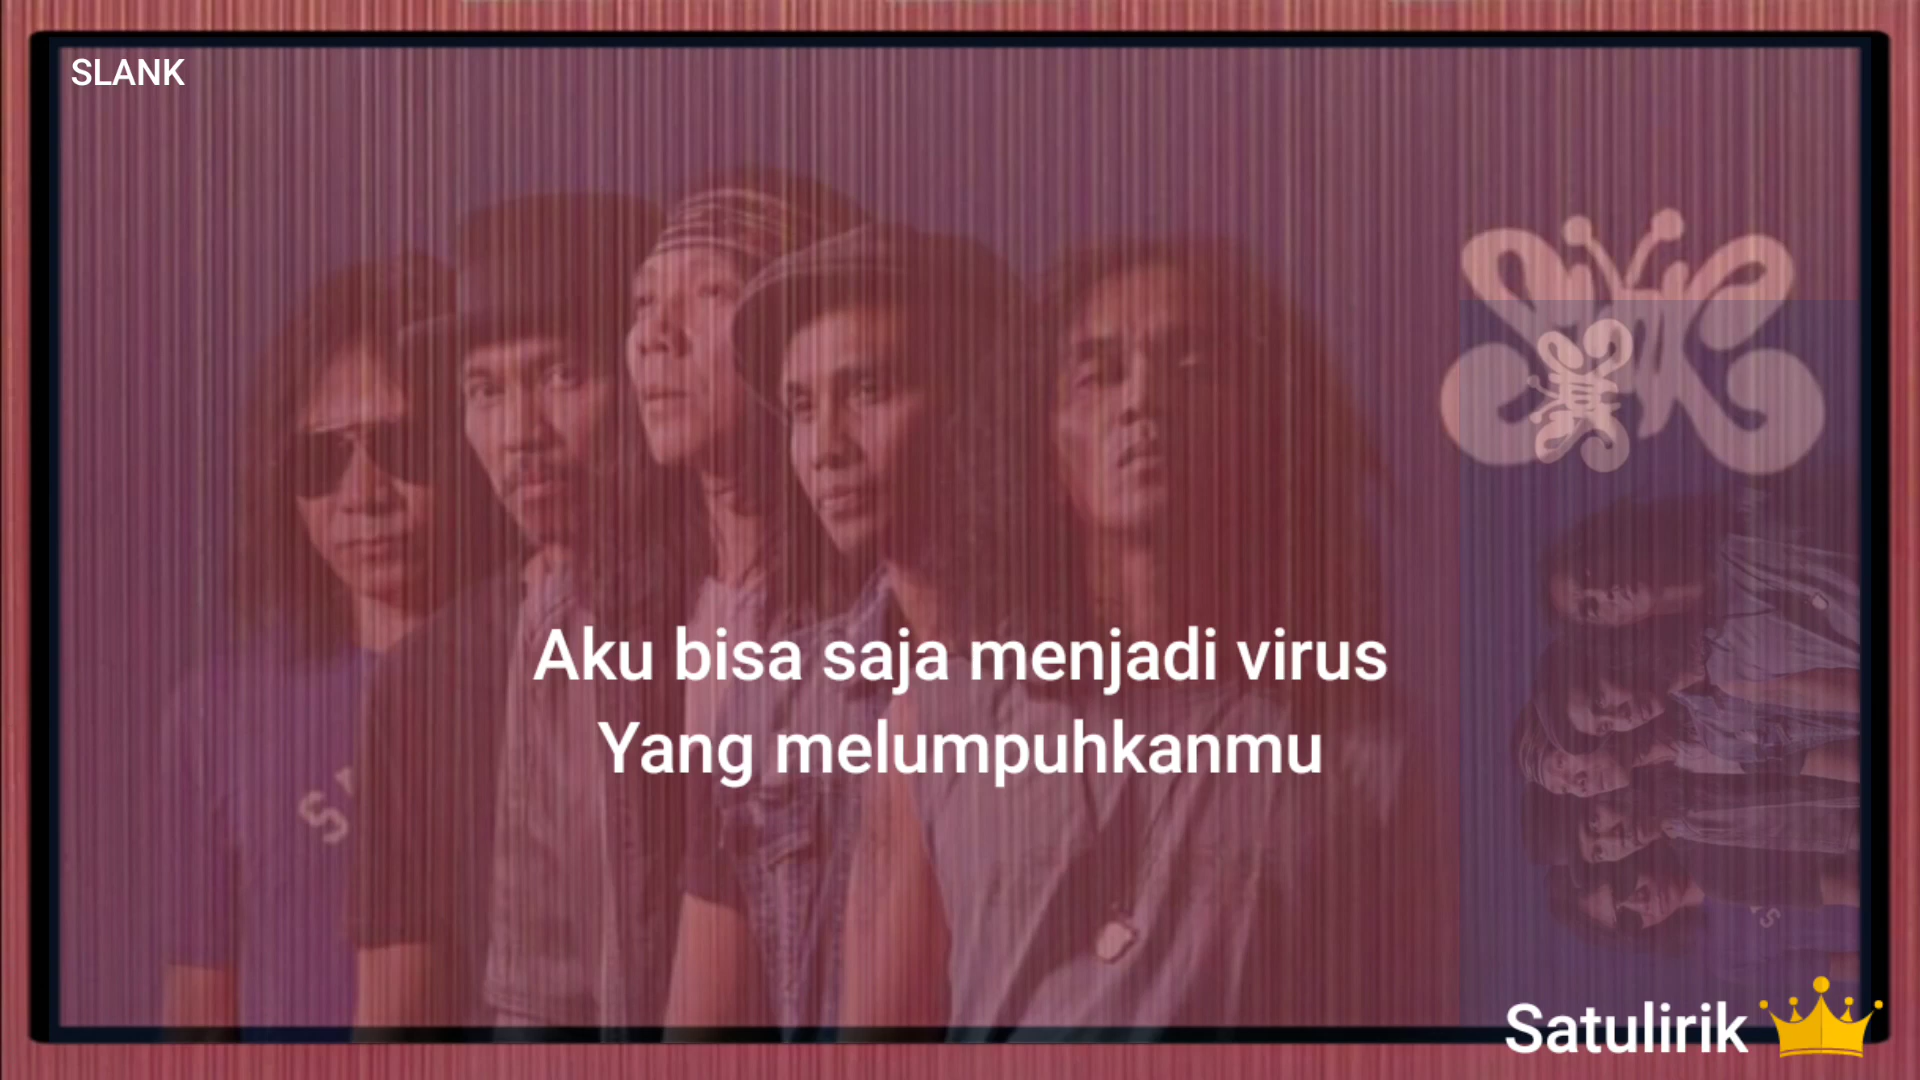 SLANK
Aku bisa saja menjadi virus
Yang melumpuhkanmu
Satulirik